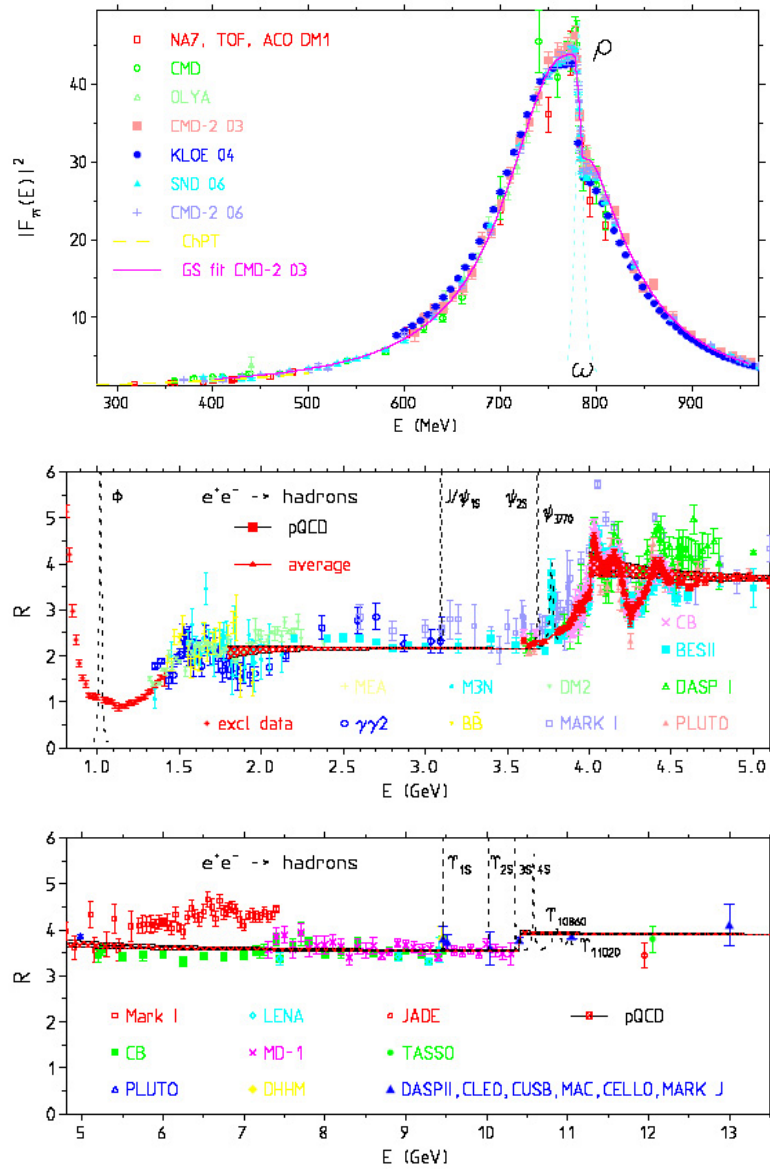 |Fπ(E)|²
40
30
20
10
300 400 500 600 700 800 900
E (MeV)
NA7, TOF, ACO DM1
CMD
OLYA
CMD-2 03
KLOE 04
SND 06
CMD-2 06
ChPT
GS fit CMD-2 03
ρ
ω
R
6
5
4
3
2
1
0
1.0 1.5 2.0 2.5 3.0 3.5 4.0 4.5 5.0
E (GeV)
Φ e⁺e⁻ --→ hadrons J/ψ1S ψ2S ψ3770
pQCD
average
CB
BESII
MEA M3N DM2 DASP I
excl data γγ2 BB̄ MARK I PLUTO
R
6
5
4
3
2
1
0
5 6 7 8 9 10 11 12 13
E (GeV)
e⁺e⁻ --→ hadrons ϒ1S ϒ2S 3S 4S
ϒ10860
ϒ11020
Mark I LENA JADE pQCD
CB MD-1 TASSO
PLUTO DHHM DASPII,CLEO,CUSB,MAC,CELLO,MARK J